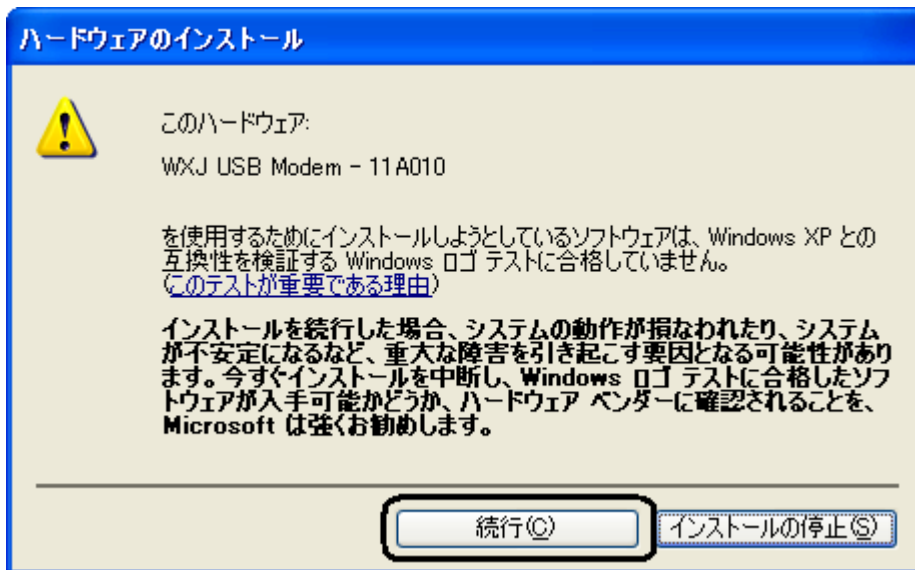 ハードウェアのインストール
このハードウェア:
WXJ USB Modem - 11A010
を使用するためにインストールしようとしているソフトウェアは、Windows XP との
互換性を検証する Windows ロゴ テストに合格していません。
(このテストが重要である理由)
インストールを続行した場合、システムの動作が損なわれたり、システム
が不安定になるなど、重大な障害を引き起こす要因となる可能性があり
ます。今すぐインストールを中断し、Windows ロゴ テストに合格したソフ
トウェアが入手可能かどうか、ハードウェア ベンダーに確認されることを、
Microsoft は強くお勧めします。
続行(C) インストールの停止(S)